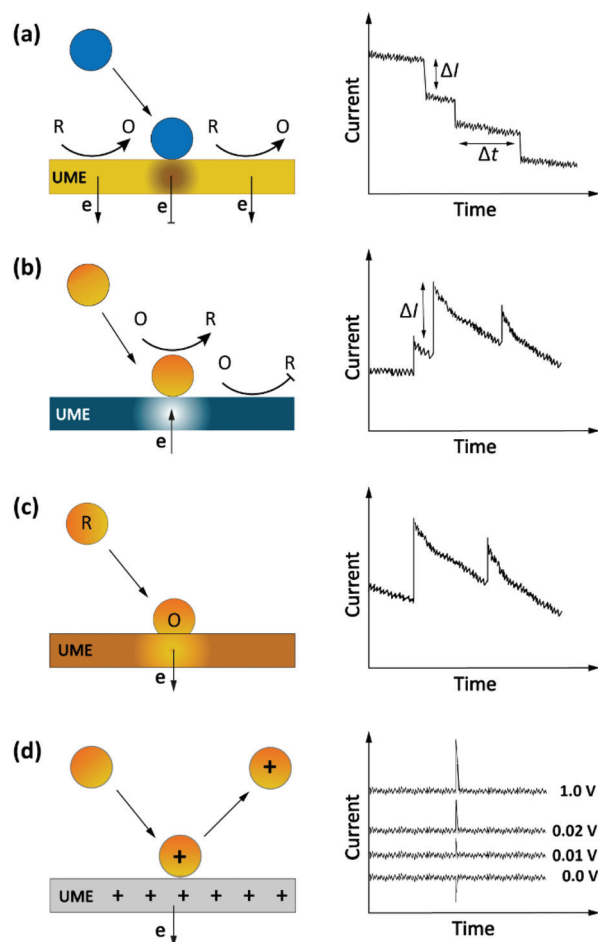 (a)
R O R O
UME
e e e
Current
ΔI
Δt
Time
(b)
O R
O R
UME
e
Current
ΔI
Time
(c)
R
O
UME
e
Current
Time
(d)
+
+
UME + + + + + +
e
Current
1.0 V
0.02 V
0.01 V
0.0 V
Time